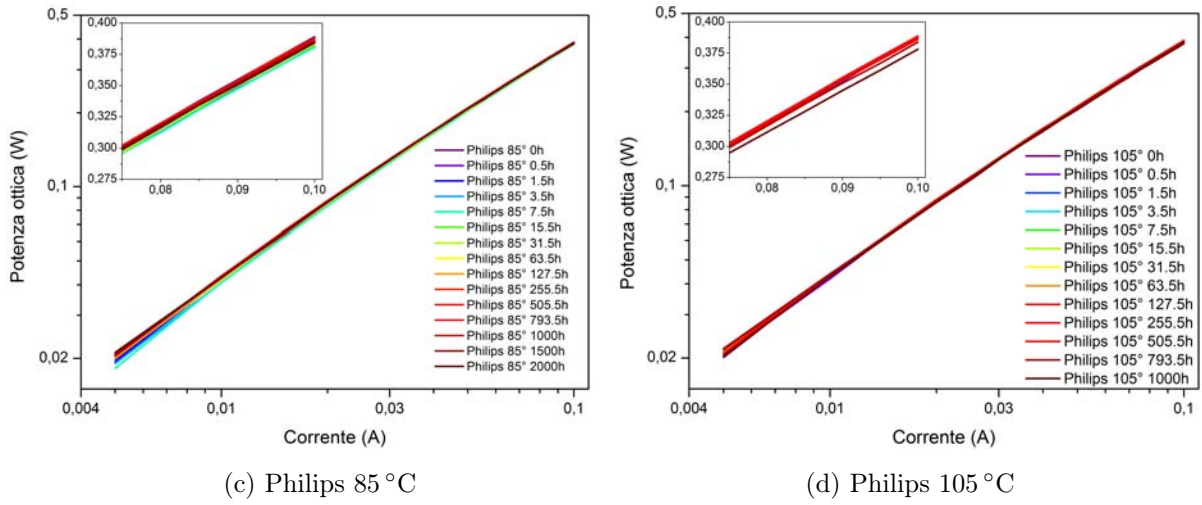 0,5
0,1
0,02
Potenza ottica (W)
0,400
0,375
0,350
0,325
0,300
0,275
0,08
0,09
0,10
Philips 85° 0h
Philips 85° 0.5h
Philips 85° 1.5h
Philips 85° 3.5h
Philips 85° 7.5h
Philips 85° 15.5h
Philips 85° 31.5h
Philips 85° 63.5h
Philips 85° 127.5h
Philips 85° 255.5h
Philips 85° 505.5h
Philips 85° 793.5h
Philips 85° 1000h
Philips 85° 1500h
Philips 85° 2000h
0,004
0,01
0,03
0,1
Corrente (A)
(c) Philips 85 °C
0,5
0,1
0,02
Potenza ottica (W)
0,400
0,375
0,350
0,325
0,300
0,275
0,08
0,09
0,10
Philips 105° 0h
Philips 105° 0.5h
Philips 105° 1.5h
Philips 105° 3.5h
Philips 105° 7.5h
Philips 105° 15.5h
Philips 105° 31.5h
Philips 105° 63.5h
Philips 105° 127.5h
Philips 105° 255.5h
Philips 105° 505.5h
Philips 105° 793.5h
Philips 105° 1000h
0,004
0,01
0,03
0,1
Corrente (A)
(d) Philips 105 °C